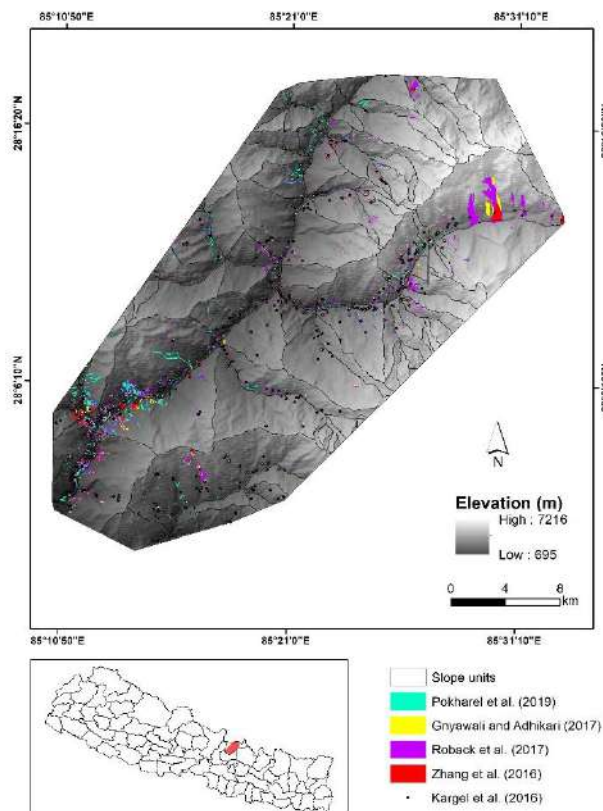 85°10'50"E 85°21'0"E 85°31'10"E
28°16'20"N
28°6'10"N
N
Elevation (m)
High : 7216
Low : 695
0 4 8
km
85°10'50"E 85°21'0"E 85°31'10"E
Slope units
Pokharel et al. (2019)
Gnyawali and Adhikari (2017)
Roback et al. (2017)
Zhang et al. (2016)
Kargel et al. (2016)